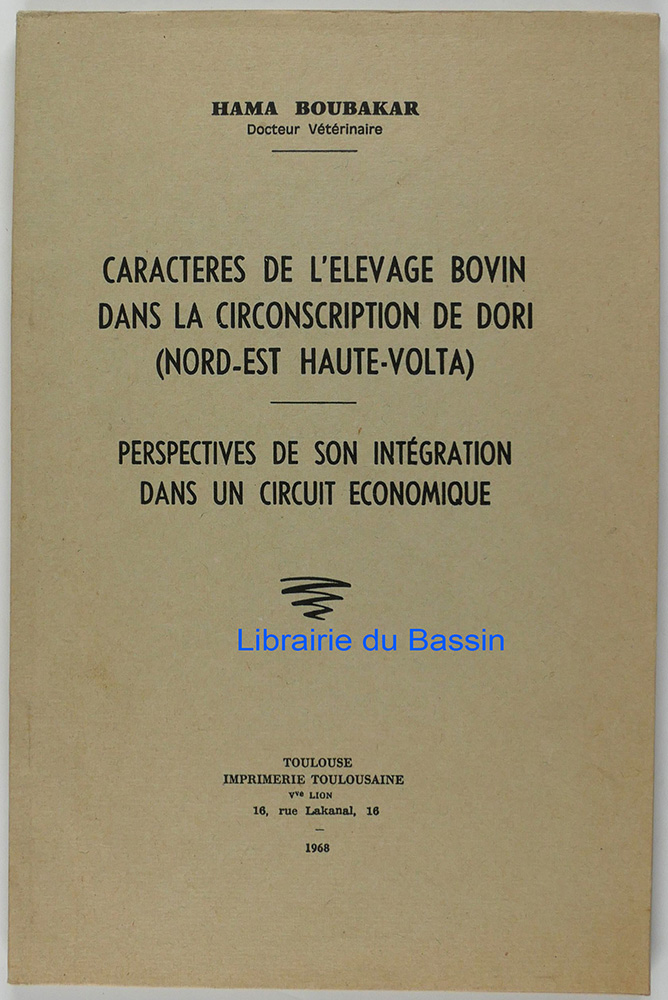 HAMA BOUBAKAR
Docteur Vétérinaire
CARACTERES DE L'ELEVAGE BOVIN
DANS LA CIRCONSCRIPTION DE DORI
(NORD-EST HAUTE-VOLTA)
PERSPECTIVES DE SON INTÉGRATION
DANS UN CIRCUIT ECONOMIQUE
Librairie du Bassin
TOULOUSE
IMPRIMERIE TOULOUSAINE
Vve LION
16, rue Lakanal, 16
–
1968